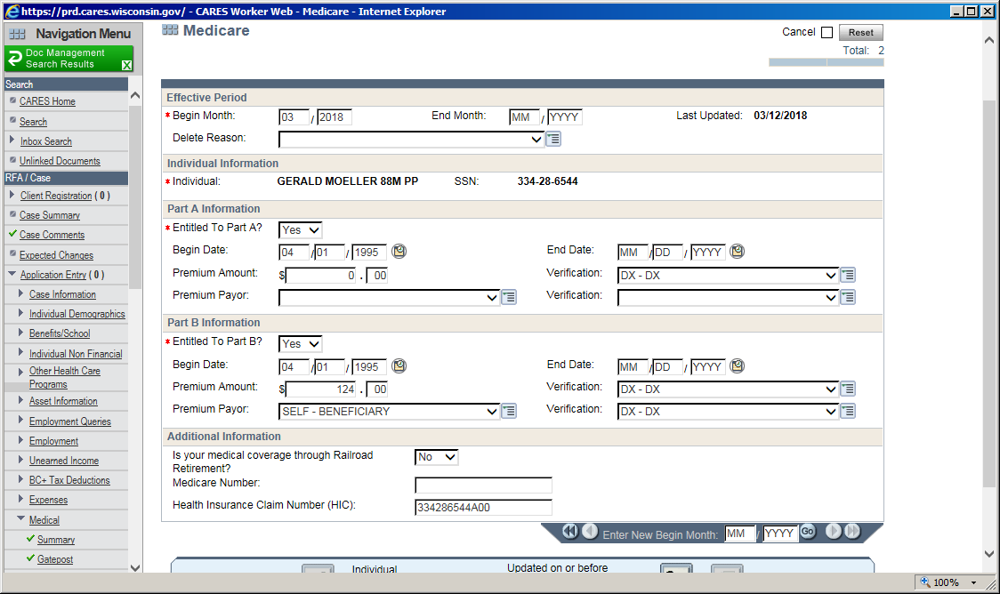 https://prd.cares.wisconsin.gov/ - CARES Worker Web - Medicare - Internet Explorer
Navigation Menu
Doc Management
Search Results
X
Search
CARES Home
Search
Inbox Search
Unlinked Documents
RFA / Case
Client Registration ( 0 )
Case Summary
Case Comments
Expected Changes
Application Entry ( 0 )
Case Information
Individual Demographics
Benefits/School
Individual Non Financial
Other Health Care
Programs
Asset Information
Employment Queries
Employment
Unearned Income
BC+ Tax Deductions
Expenses
Medical
Summary
Gatepost
Medicare
Cancel Reset
Total: 2
Effective Period
* Begin Month: 03 / 2018 End Month: MM / YYYY Last Updated: 03/12/2018
Delete Reason:
Individual Information
* Individual: GERALD MOELLER 88M PP SSN: 334-28-6544
Part A Information
* Entitled To Part A? Yes
Begin Date: 04 / 01 / 1995 End Date: MM / DD / YYYY
Premium Amount: $ 0 . 00 Verification: DX - DX
Premium Payor: Verification:
Part B Information
* Entitled To Part B? Yes
Begin Date: 04 / 01 / 1995 End Date: MM / DD / YYYY
Premium Amount: $ 124 . 00 Verification: DX - DX
Premium Payor: SELF - BENEFICIARY Verification: DX - DX
Additional Information
Is your medical coverage through Railroad
Retirement? No
Medicare Number:
Health Insurance Claim Number (HIC): 334286544A00
Enter New Begin Month: MM / YYYY Go
Individual Updated on or before
100%